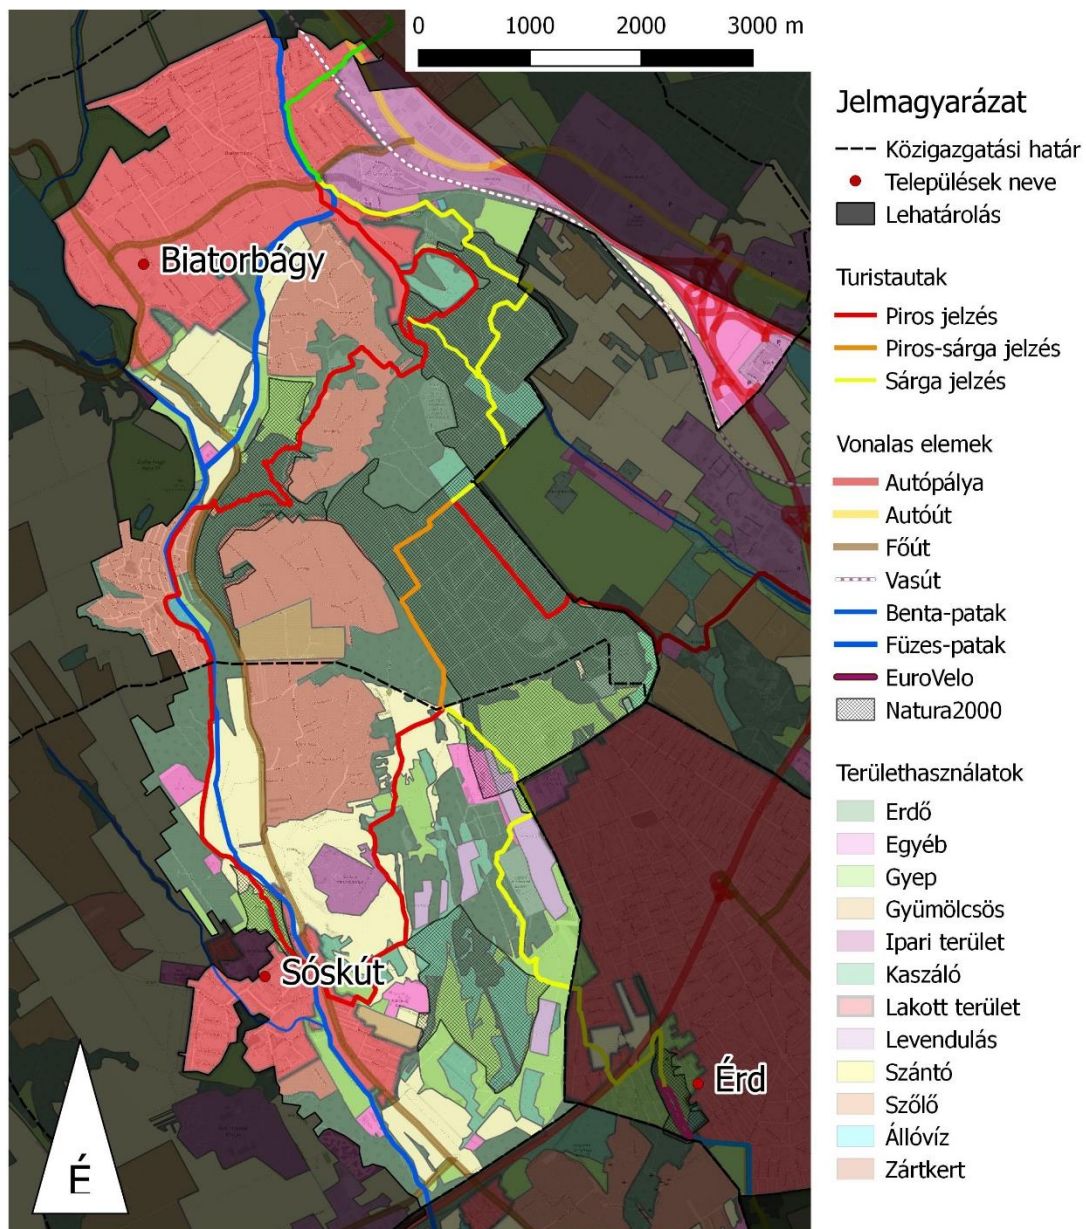 0 1000 2000 3000 m
Jelmagyarázat
Közigazgatási határ
Települések neve
Lehatárolás
Turistautak
Piros jelzés
Piros-sárga jelzés
Sárga jelzés
Vonalas elemek
Autópálya
Autóút
Főút
Vasút
Benta-patak
Füzes-patak
EuroVelo
Natura2000
Területhasználatok
Erdő
Egyéb
Gyep
Gyümölcsös
Ipari terület
Kaszáló
Lakott terület
Levendulás
Szántó
Szőlő
Állóvíz
Zártkert
Biatorbágy
Sóskút
Érd
É